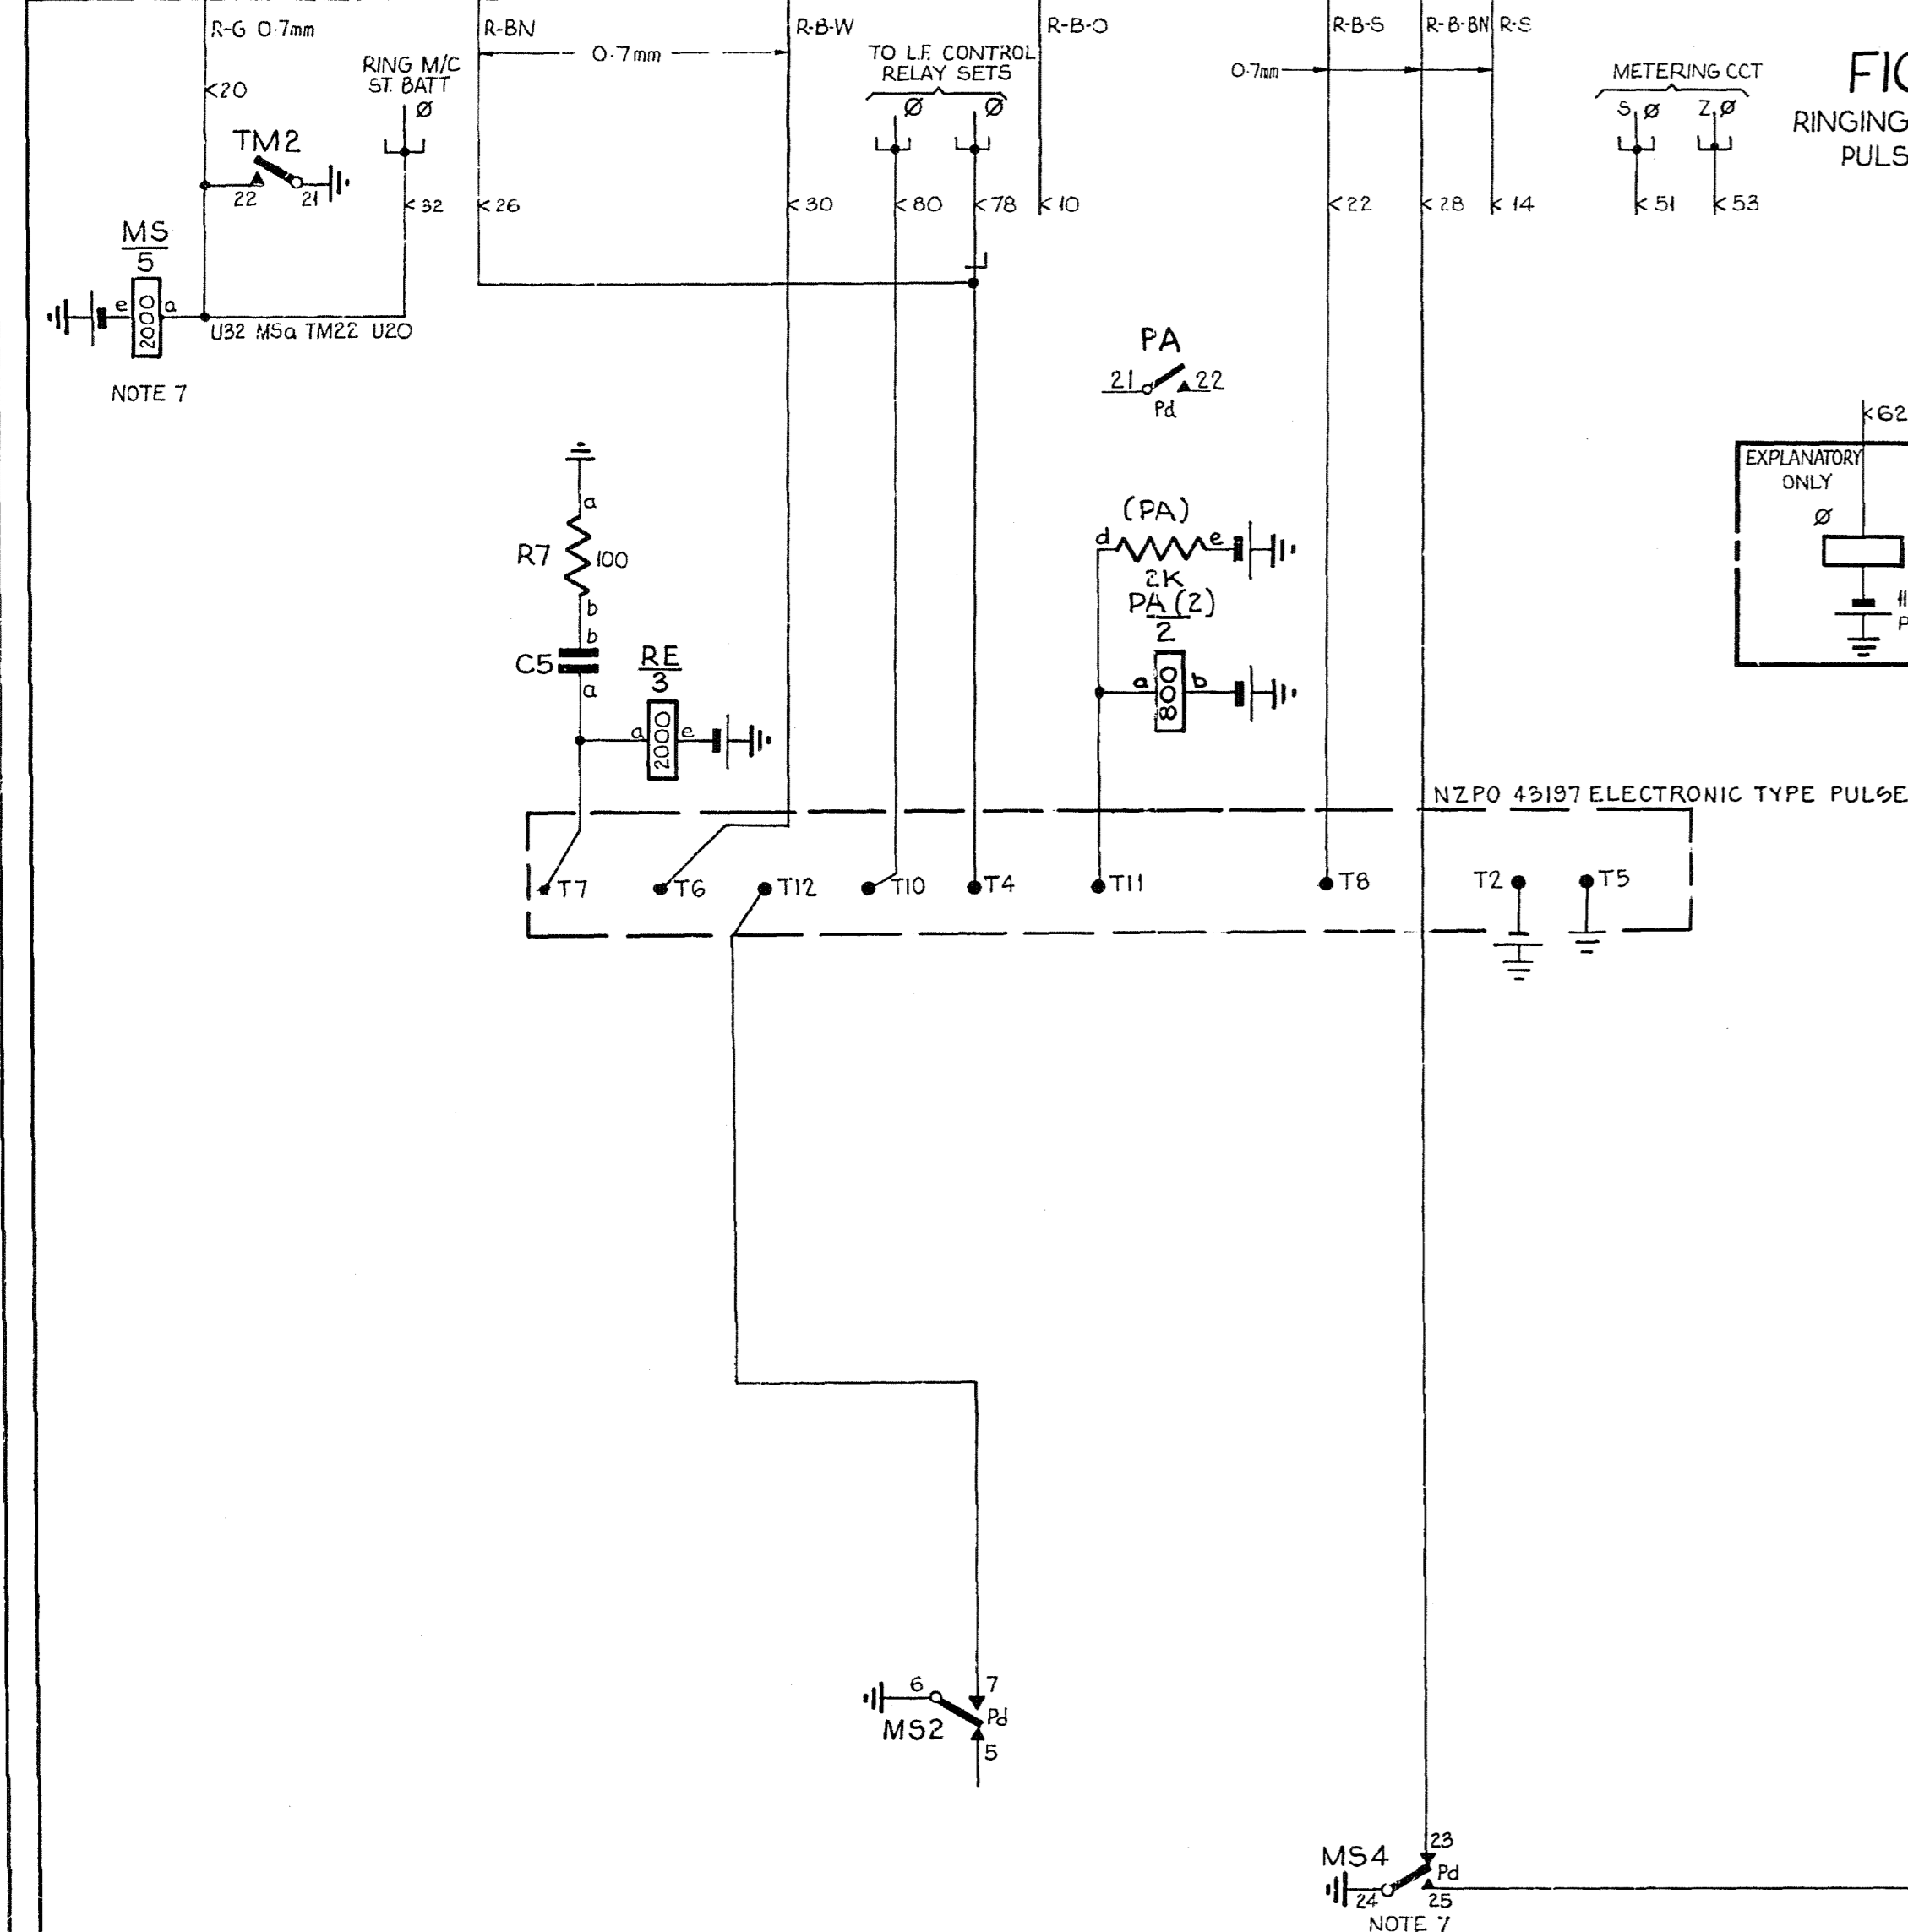 R-G 0·7mm
R-BN
0·7mm
R-B-W
R-B-O
R-B-S
R-B-BN
R-S
RING M/C
ST. BATT
Ø
TO L.F. CONTROL
RELAY SETS
Ø Ø
0·7mm
METERING CCT
S Ø Z Ø
RINGING
PULS
20
TM2
22 21
32
26
30
80
78
10
22
28
14
51
53
MS
5
e 2000 a
U32 MSa TM22 U20
NOTE 7
PA
21 22
Pd
62
EXPLANATORY
ONLY
Ø
a
R7 100
b
b
C5
a
(PA)
d e
2K
PA (2)
2
a 800 b
RE
3
a 2000 e
NZPO 43197 ELECTRONIC TYPE PULSE
T7 T6 T12 T10 T4 T11 T8 T2 T5
6 7
MS2 Pd
5
MS4 23
Pd
24 25
NOTE 7